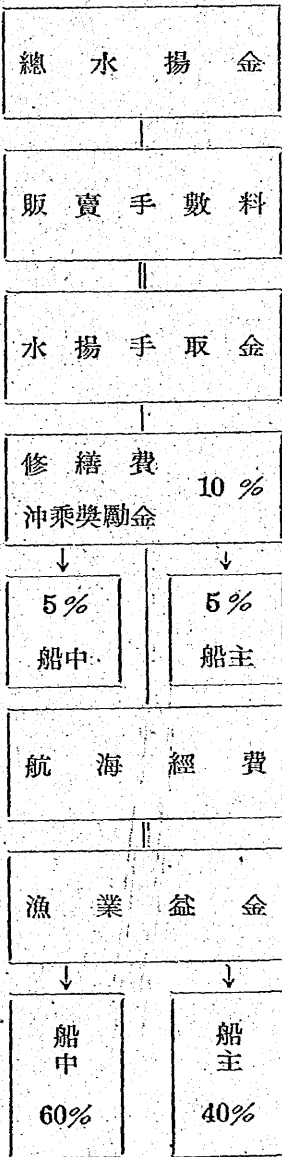 總水揚金
販賣手數料
水揚手取金
修繕費
沖乘奬勵金
10%
5%
船中
5%
船主
航海經費
漁業益金
船中
60%
船主
40%